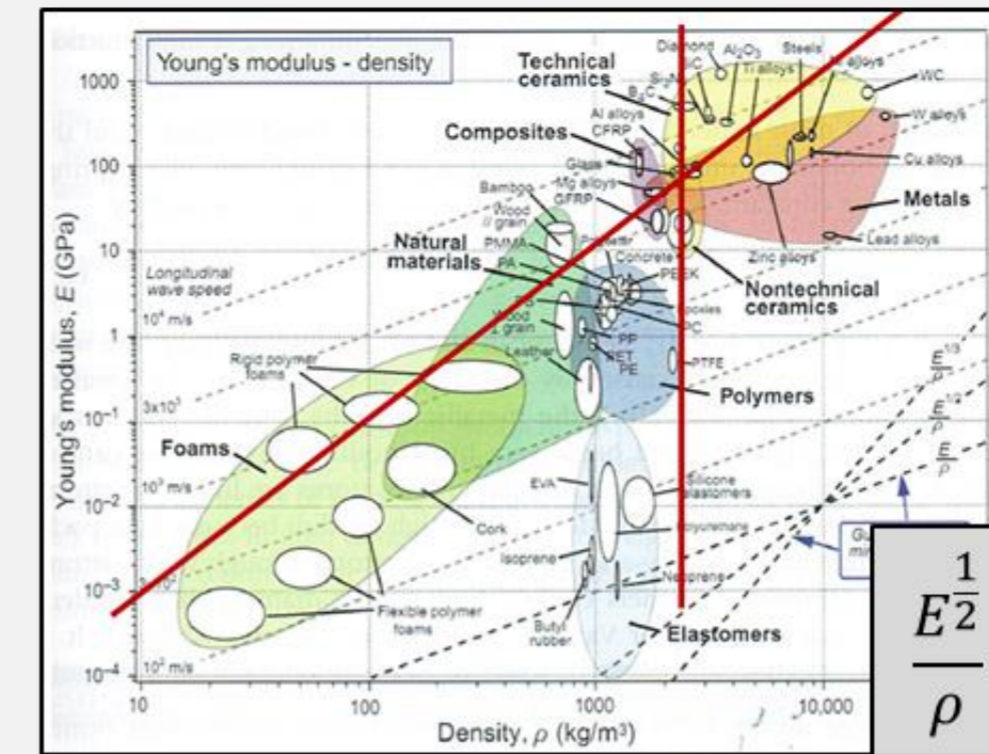 Young's modulus - density
Technical
ceramics
Diamond
Al₂O₃
Steels
Ti alloys
WC
W alloys
B₄C
Al alloys
CFRP
Composites
Glass
Mg alloys
GFRP
Cu alloys
Metals
Lead alloys
Zinc alloys
Bamboo
Wood
// grain
Natural
materials
PMMA
PA
Concrete
PEEK
Nontechnical
ceramics
Wood
grain
PC
Leather
PP
PET
PE
PTFE
Polymers
Longitudinal
wave speed
10⁴ m/s
Rigid polymer
foams
3x10³
Foams
10³ m/s
10² m/s
EVA
Cork
Isoprene
Flexible polymer
foams
Butyl
rubber
Neoprene
Elastomers
Silicone
elastomers
E^1/3
ρ
E^1/2
ρ
E
ρ
Young's modulus, E (GPa)
1000
100
10
1
10⁻¹
10⁻²
10⁻³
10⁻⁴
10
100
1000
10,000
Density, ρ (kg/m³)
E^1/2
ρ